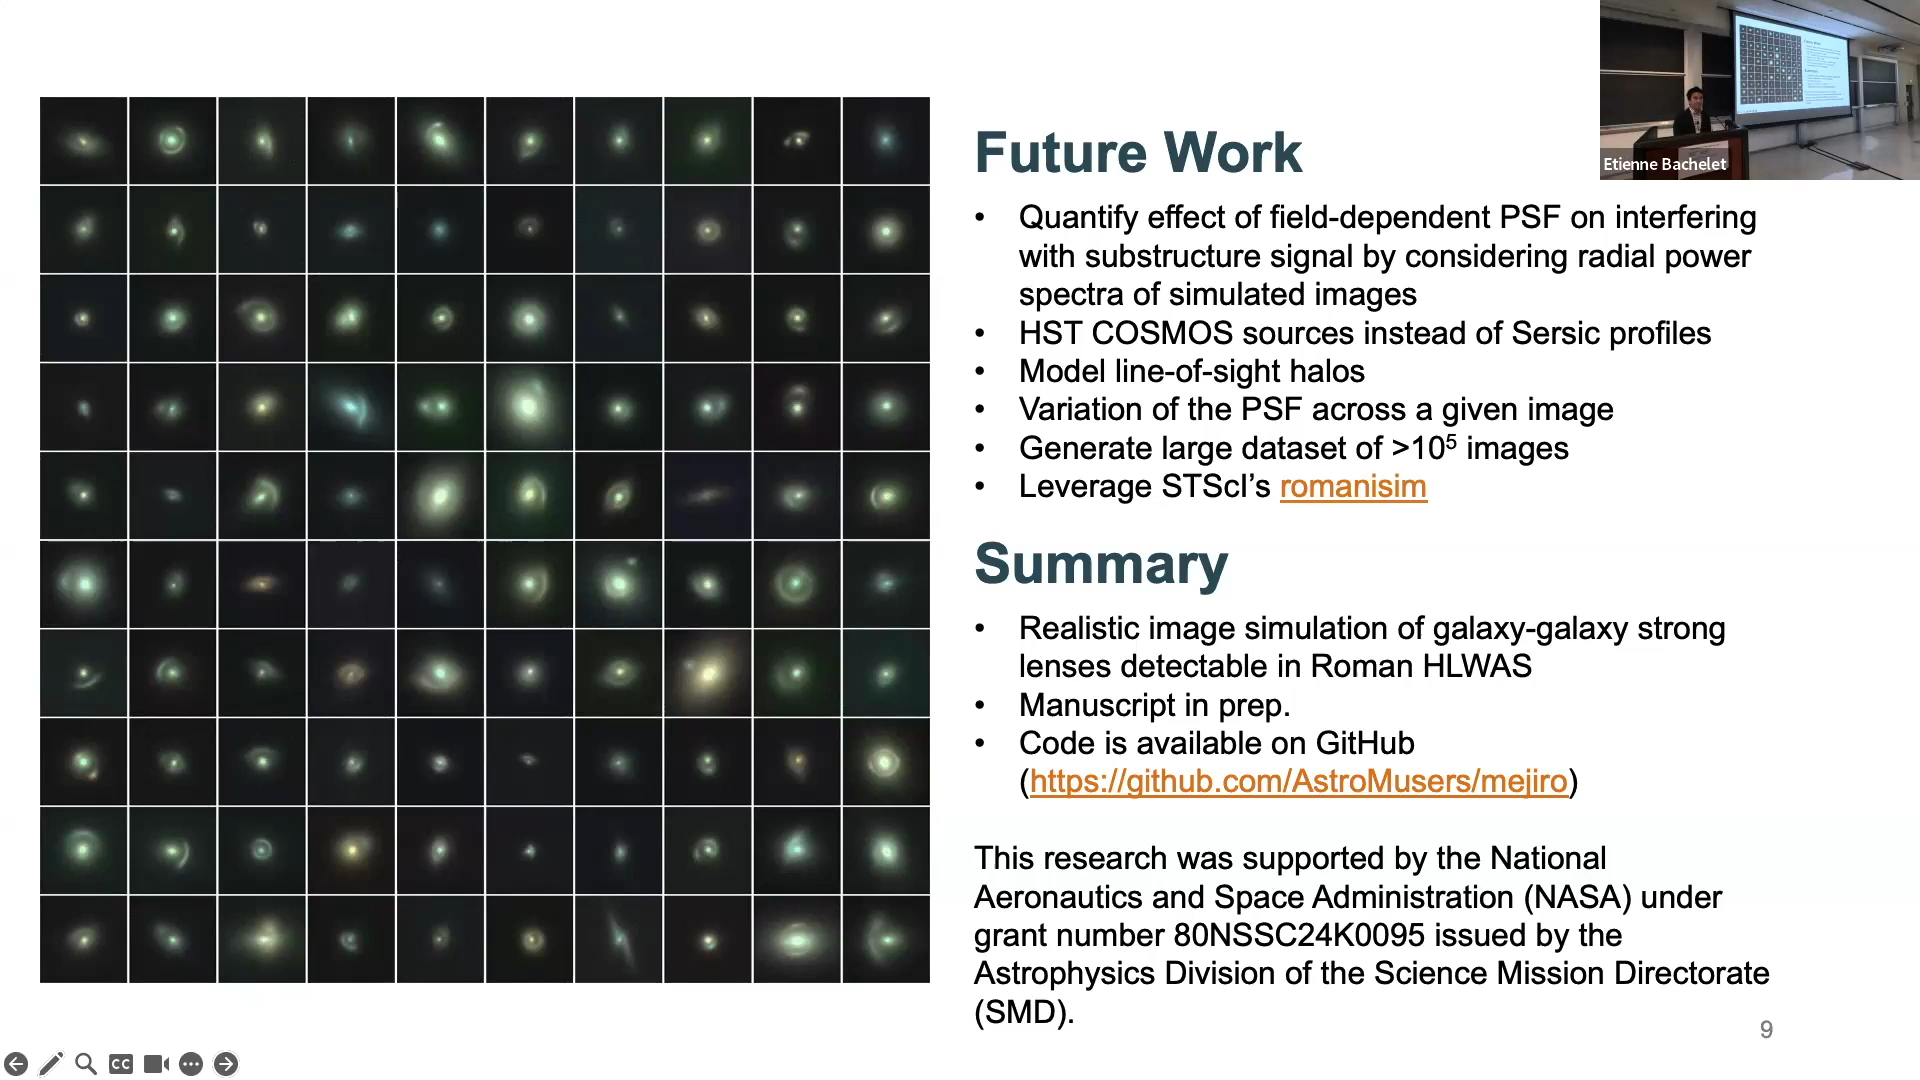 Future Work
• Quantify effect of field-dependent PSF on interfering
with substructure signal by considering radial power
spectra of simulated images
• HST COSMOS sources instead of Sersic profiles
• Model line-of-sight halos
• Variation of the PSF across a given image
• Generate large dataset of >10⁵ images
• Leverage STScI’s romanisim
Summary
• Realistic image simulation of galaxy-galaxy strong
lenses detectable in Roman HLWAS
• Manuscript in prep.
• Code is available on GitHub
(https://github.com/AstroMusers/mejiro)
This research was supported by the National
Aeronautics and Space Administration (NASA) under
grant number 80NSSC24K0095 issued by the
Astrophysics Division of the Science Mission Directorate
(SMD).
9
Etienne Bachelet
CC